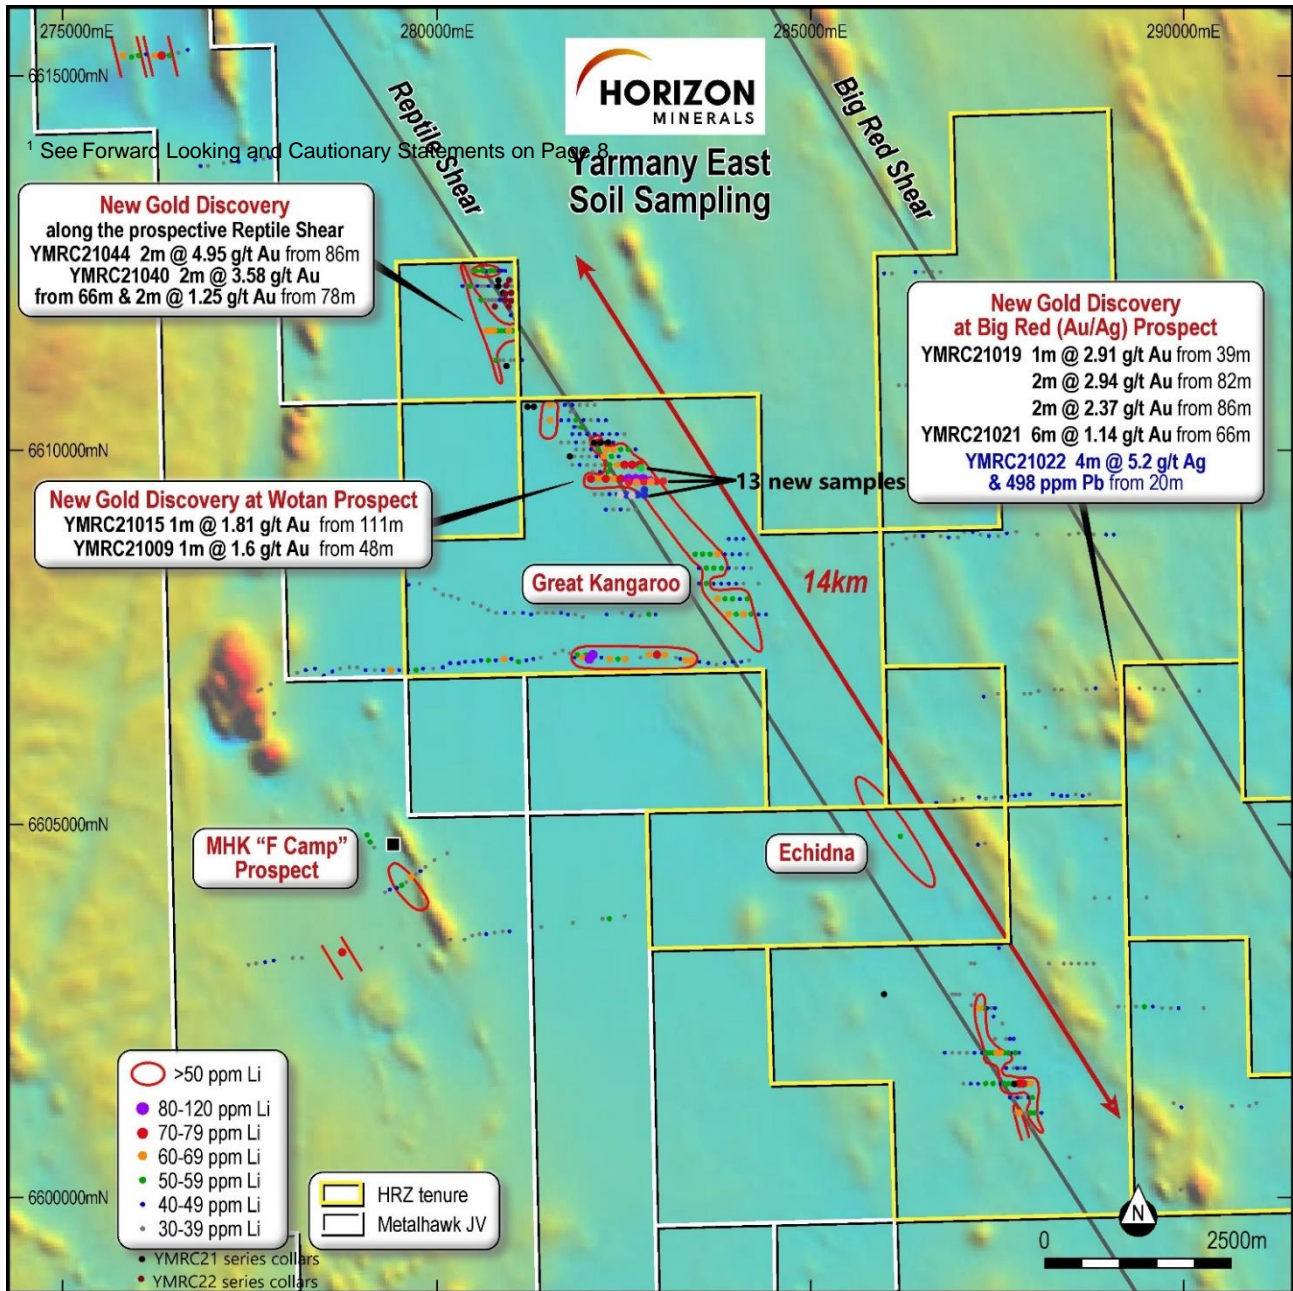 275000mE
280000mE
285000mE
290000mE
6615000mN
HORIZON
MINERALS
Reptile Shear
Big Red Shear
¹ See Forward Looking and Cautionary Statements on Page 8
Yarmany East
Soil Sampling
New Gold Discovery
along the prospective Reptile Shear
YMRC21044 2m @ 4.95 g/t Au from 86m
YMRC21040 2m @ 3.58 g/t Au
from 66m & 2m @ 1.25 g/t Au from 78m
New Gold Discovery
at Big Red (Au/Ag) Prospect
YMRC21019 1m @ 2.91 g/t Au from 39m
2m @ 2.94 g/t Au from 82m
2m @ 2.37 g/t Au from 86m
YMRC21021 6m @ 1.14 g/t Au from 66m
YMRC21022 4m @ 5.2 g/t Ag
& 498 ppm Pb from 20m
6610000mN
13 new samples
New Gold Discovery at Wotan Prospect
YMRC21015 1m @ 1.81 g/t Au from 111m
YMRC21009 1m @ 1.6 g/t Au from 48m
Great Kangaroo
14km
6605000mN
MHK "F Camp"
Prospect
Echidna
>50 ppm Li
80-120 ppm Li
70-79 ppm Li
60-69 ppm Li
50-59 ppm Li
40-49 ppm Li
30-39 ppm Li
YMRC21 series collars
YMRC22 series collars
HRZ tenure
Metalhawk JV
6600000mN
N
0
2500m